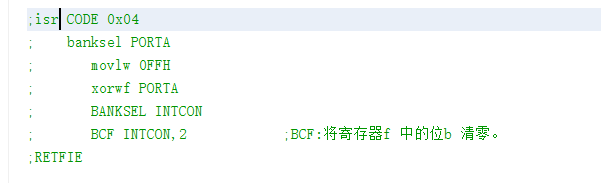 ;isr CODE 0x04
; banksel PORTA
; movlw 0FFH
; xorwf PORTA
; BANKSEL INTCON
; BCF INTCON,2 ;BCF:将寄存器f 中的位b 清零。
;RETFIE